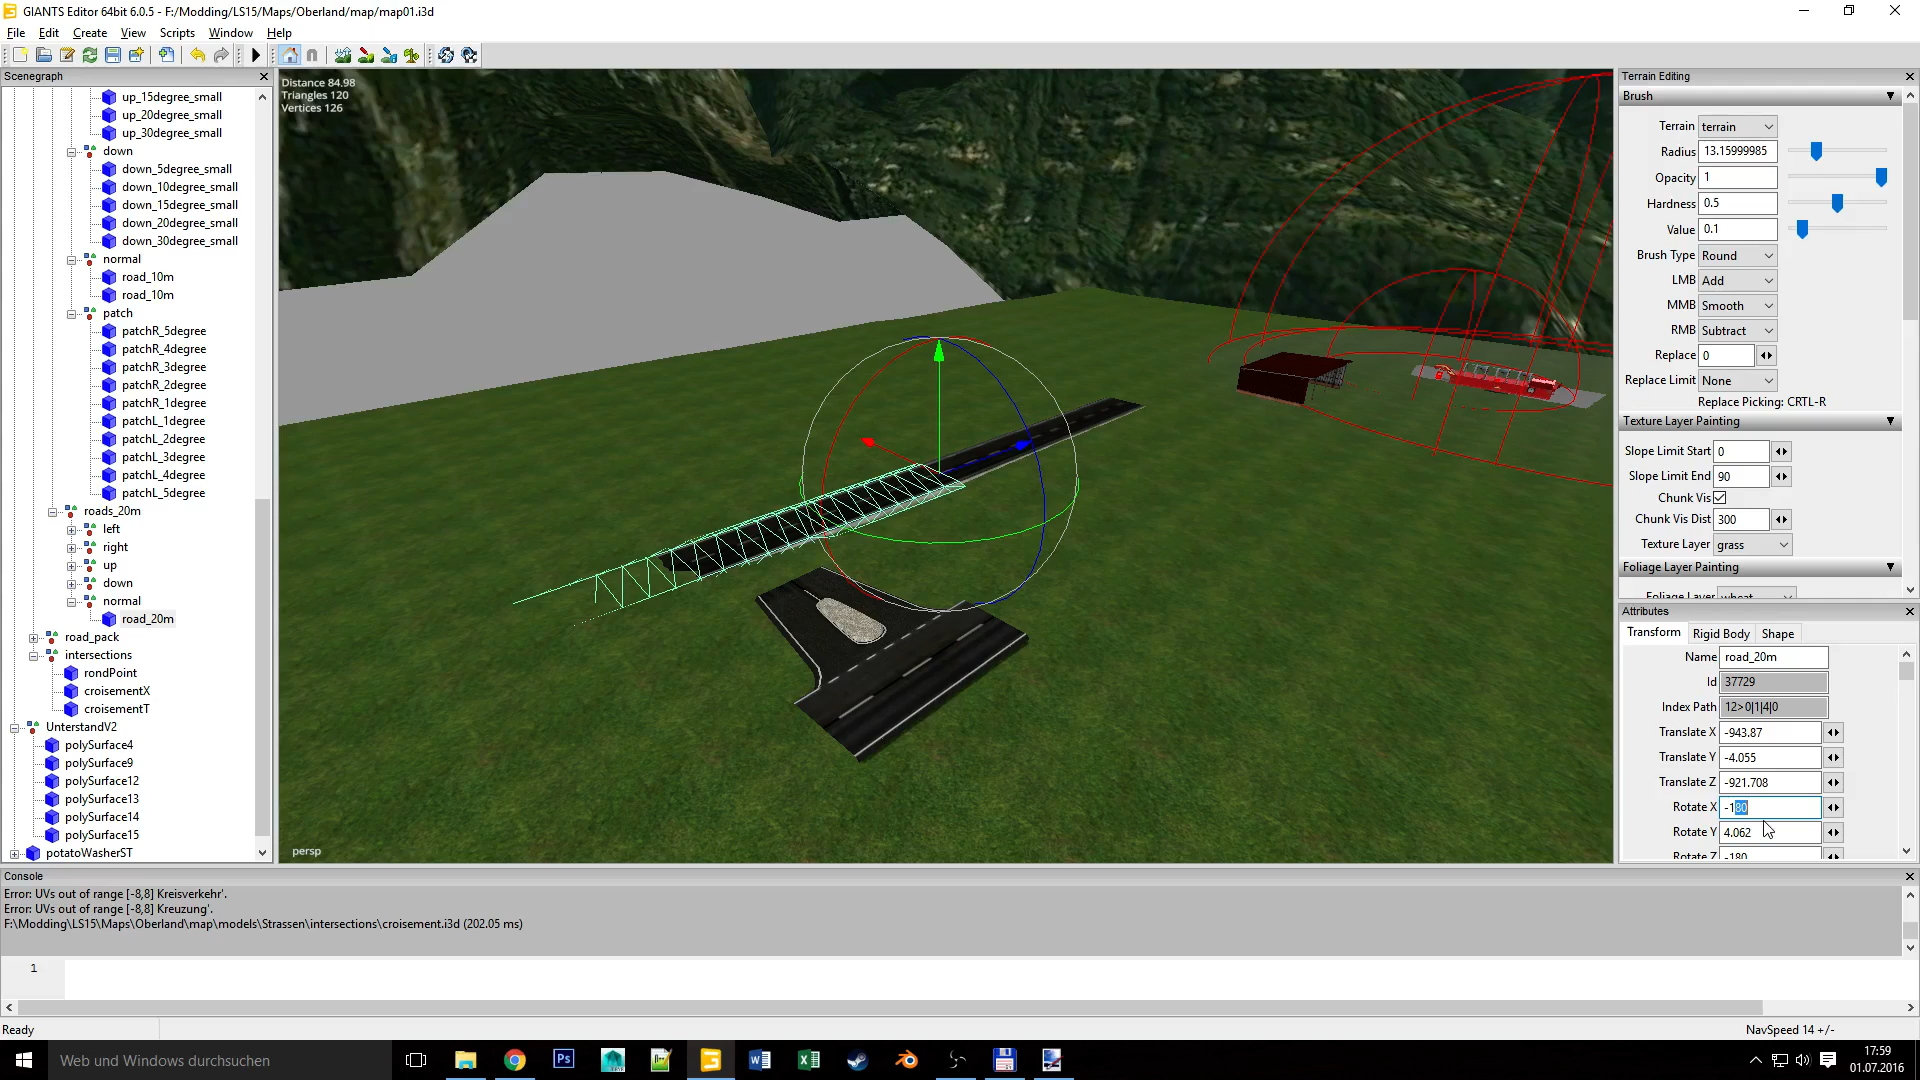 GIANTS Editor 64bit 6.0.5 - F:/Modding/LS15/Maps/Oberland/map/map01.i3d
File Edit Create View Scripts Window Help
Scenegraph
up_15degree_small
up_20degree_small
up_30degree_small
down
down_5degree_small
down_10degree_small
down_15degree_small
down_20degree_small
down_30degree_small
normal
road_10m
road_10m
patch
patchR_5degree
patchR_4degree
patchR_3degree
patchR_2degree
patchR_1degree
patchL_1degree
patchL_2degree
patchL_3degree
patchL_4degree
patchL_5degree
roads_20m
left
right
up
down
normal
road_20m
road_pack
intersections
rondPoint
croisementX
croisementT
UnterstandV2
polySurface4
polySurface9
polySurface12
polySurface13
polySurface14
polySurface15
potatoWasherST
Distance 84.98
Triangles 120
Vertices 126
persp
Terrain Editing
Brush
Terrain terrain
Radius 13.15999985
Opacity 1
Hardness 0.5
Value 0.1
Brush Type Round
LMB Add
MMB Smooth
RMB Subtract
Replace 0
Replace Limit None
Replace Picking: CRTL-R
Texture Layer Painting
Slope Limit Start 0
Slope Limit End 90
Chunk Vis
Chunk Vis Dist 300
Texture Layer grass
Foliage Layer Painting
Foliage Layer wheat
Attributes
Transform Rigid Body Shape
Name road_20m
Id 37729
Index Path 12>0|1|4|0
Translate X -943.87
Translate Y -4.055
Translate Z -921.708
Rotate X -180
Rotate Y 4.062
Rotate Z -180
Console
Error: UVs out of range [-8,8] Kreisverkehr'.
Error: UVs out of range [-8,8] Kreuzung'.
F:\Modding\LS15\Maps\Oberland\map\models\Strassen\intersections\croisement.i3d (202.05 ms)
1
Ready
NavSpeed 14 +/-
Web und Windows durchsuchen
Ps
17:59
01.07.2016